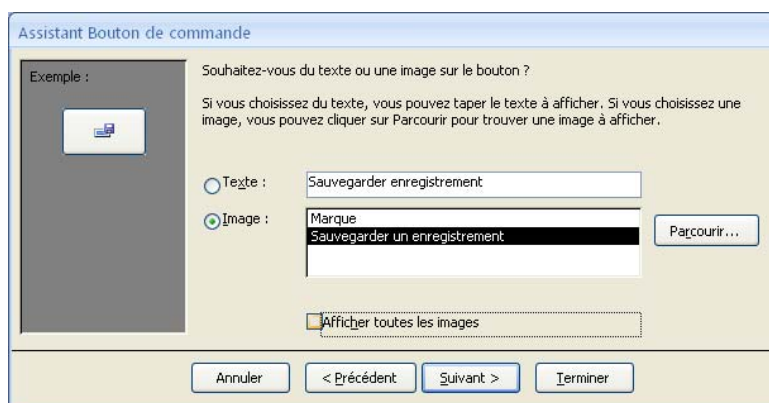 Assistant Bouton de commande
Exemple :
Souhaitez-vous du texte ou une image sur le bouton ?
Si vous choisissez du texte, vous pouvez taper le texte à afficher. Si vous choisissez une
image, vous pouvez cliquer sur Parcourir pour trouver une image à afficher.
Texte :
Sauvegarder enregistrement
Image :
Marque
Sauvegarder un enregistrement
Parcourir...
Afficher toutes les images
Annuler
< Précédent
Suivant >
Terminer